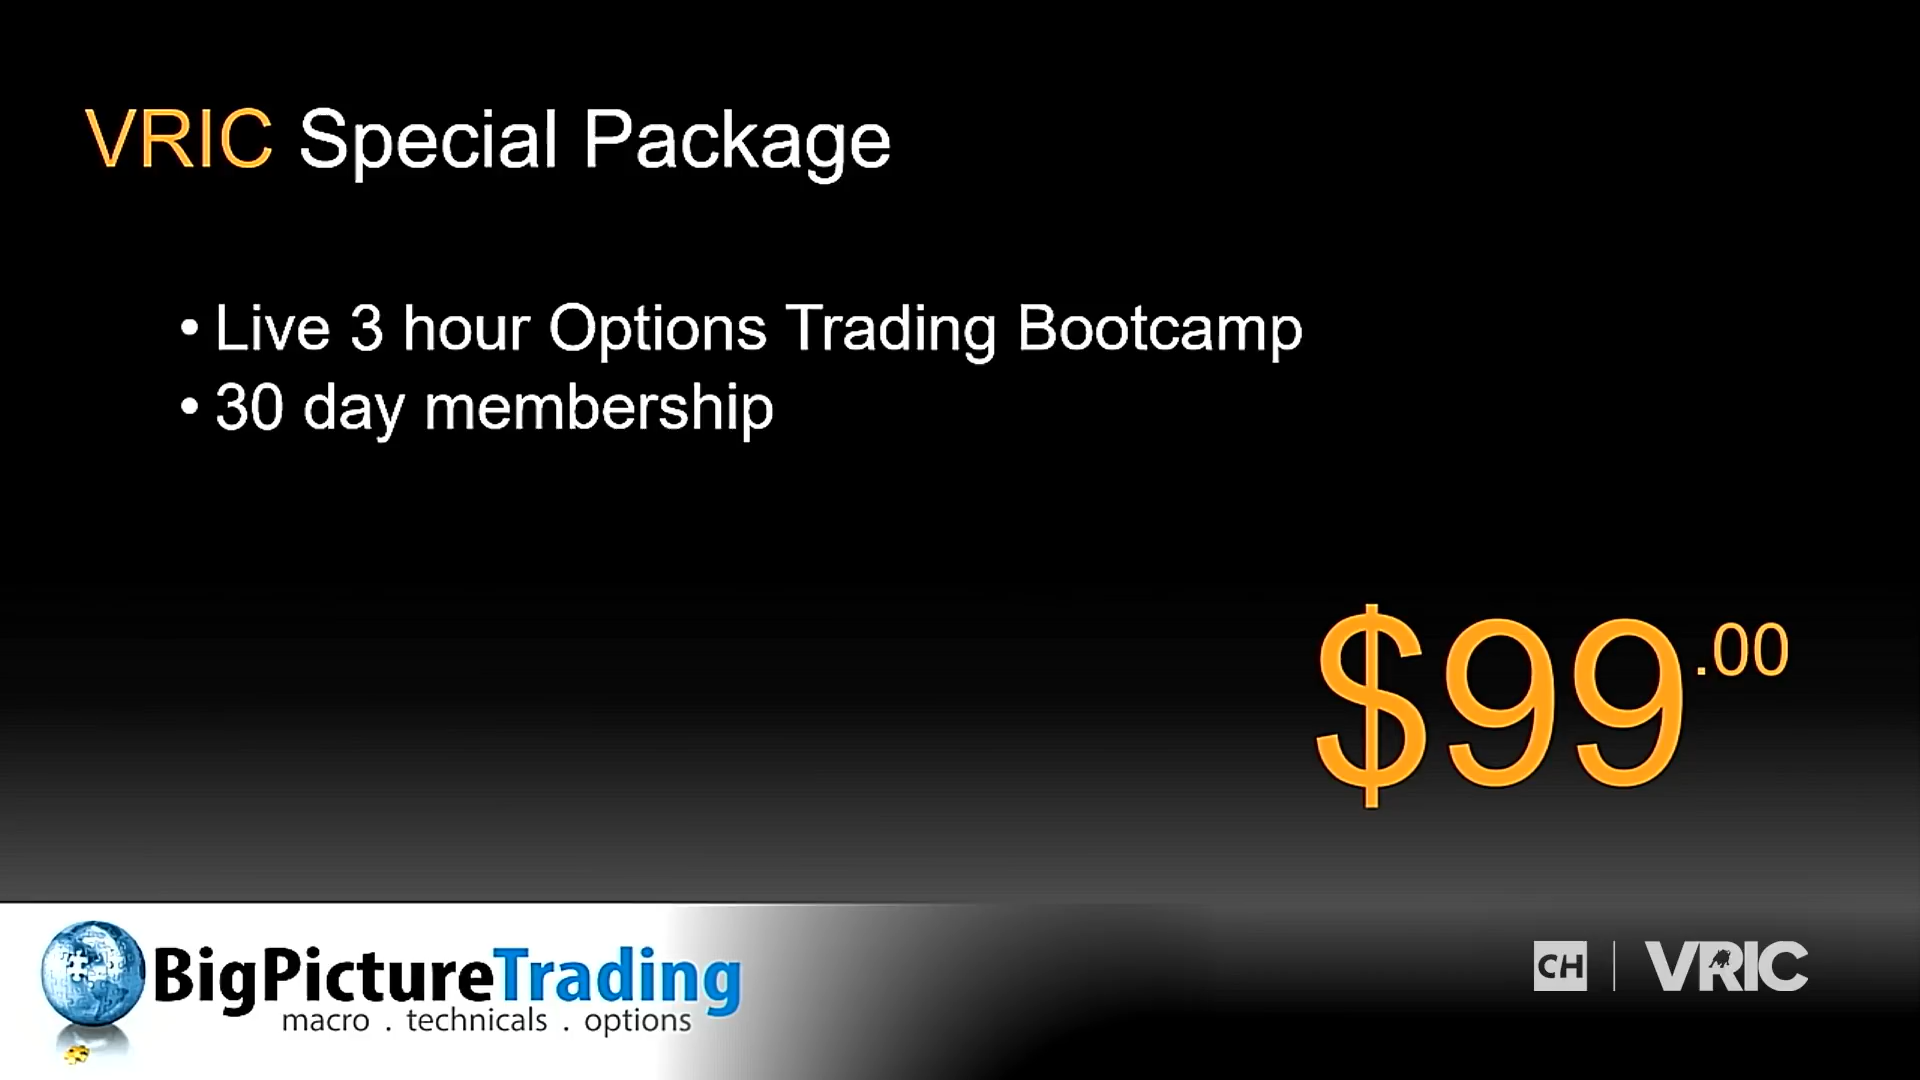 VRIC Special Package
• Live 3 hour Options Trading Bootcamp
• 30 day membership
$99.00
BigPictureTrading
macro . technicals . options
CH | VRIC